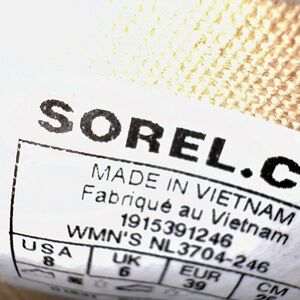 SOREL.C
MADE IN VIETNAM
Fabriqué au Vietnam
1915391246
WMN'S NL3704-246
USA UK EUR CM
8 6 39